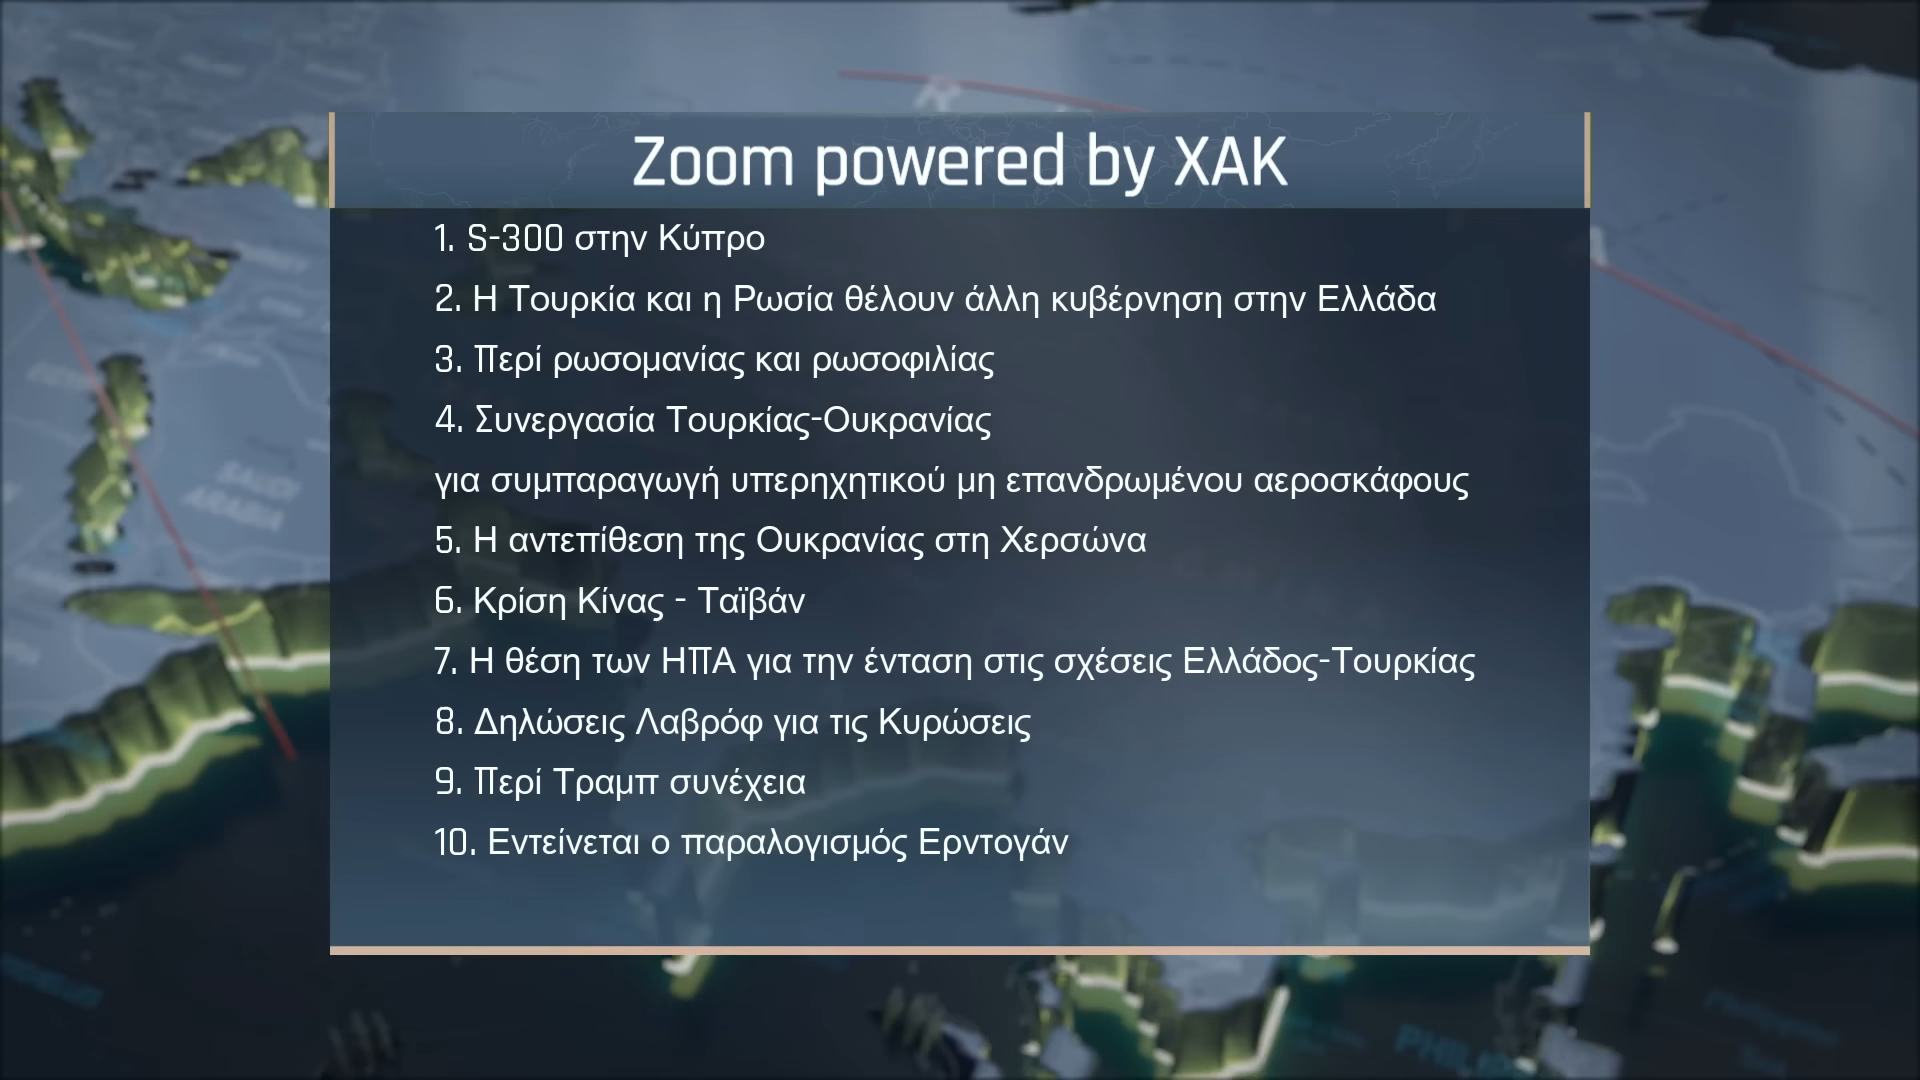 Zoom powered by XAK
1. S-300 στην Κύπρο
2. Η Τουρκία και η Ρωσία θέλουν άλλη κυβέρνηση στην Ελλάδα
3. Περί ρωσομανίας και ρωσοφιλίας
4. Συνεργασία Τουρκίας-Ουκρανίας
για συμπαραγωγή υπερηχητικού μη επανδρωμένου αεροσκάφους
5. Η αντεπίθεση της Ουκρανίας στη Χερσώνα
6. Κρίση Κίνας - Ταϊβάν
7. Η θέση των ΗΠΑ για την ένταση στις σχέσεις Ελλάδος-Τουρκίας
8. Δηλώσεις Λαβρόφ για τις Κυρώσεις
9. Περί Τραμπ συνέχεια
10. Εντείνεται ο παραλογισμός Ερντογάν
SAUDI
ARABIA